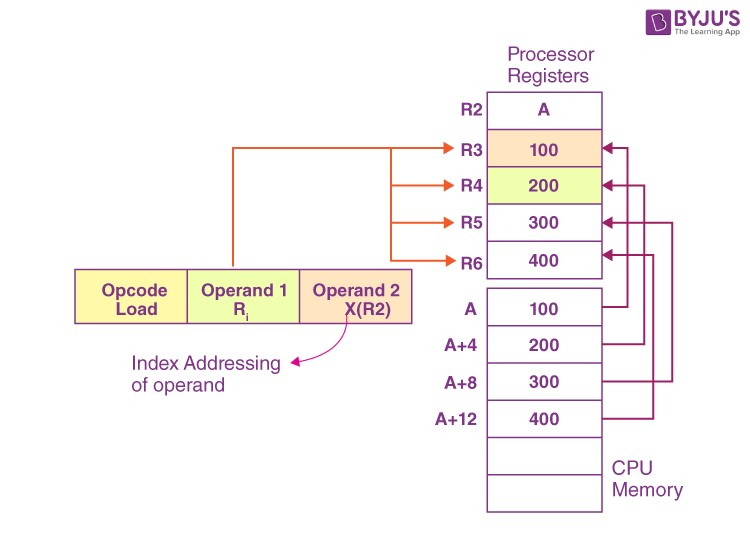 BYJU'S
The Learning App
Processor
Registers
R2 A
R3 100
R4 200
R5 300
R6 400
Opcode
Load
Operand 1
Ri
Operand 2
X(R2)
Index Addressing
of operand
A 100
A+4 200
A+8 300
A+12 400
CPU
Memory